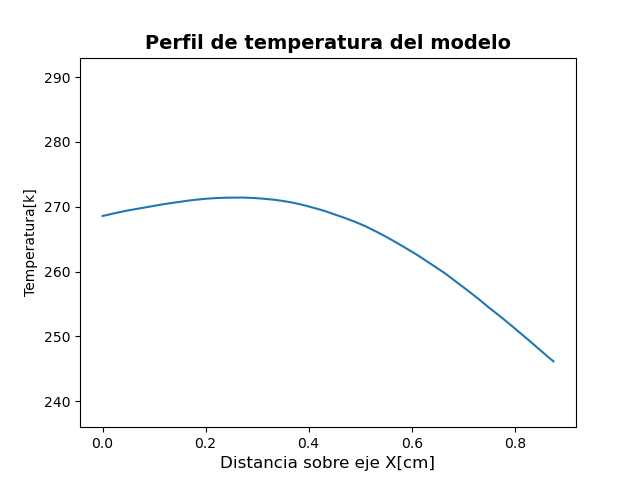 Perfil de temperatura del modelo
290
280
270
260
250
240
Temperatura[k]
0.0 0.2 0.4 0.6 0.8
Distancia sobre eje X[cm]